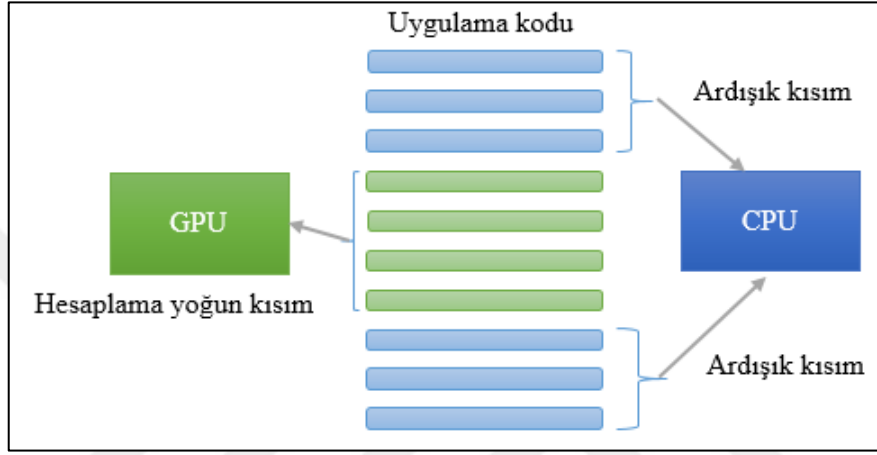 Uygulama kodu
Ardışık kısım
GPU
CPU
Hesaplama yoğun kısım
Ardışık kısım